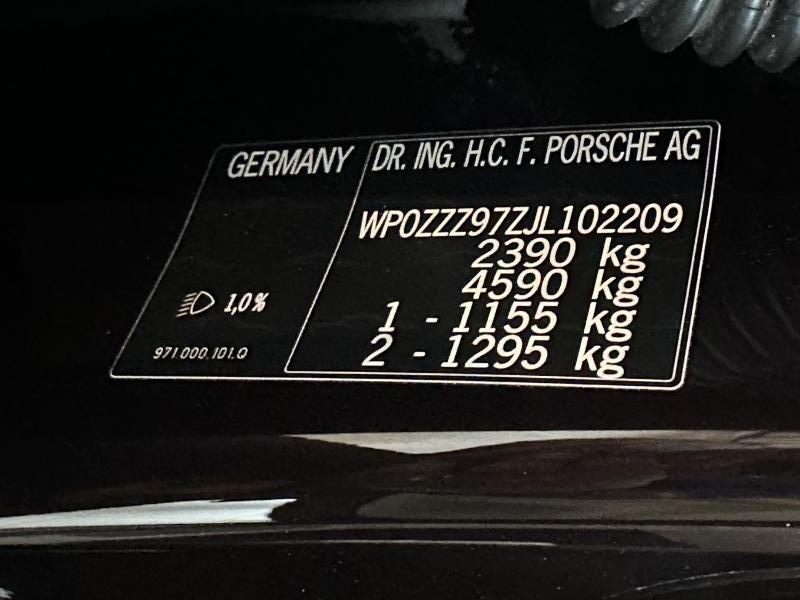 GERMANY
DR. ING. H.C. F. PORSCHE AG
WP0ZZZ97ZJL102209
2390 kg
4590 kg
1 - 1155 kg
2 - 1295 kg
1,0%
971.000.101.Q